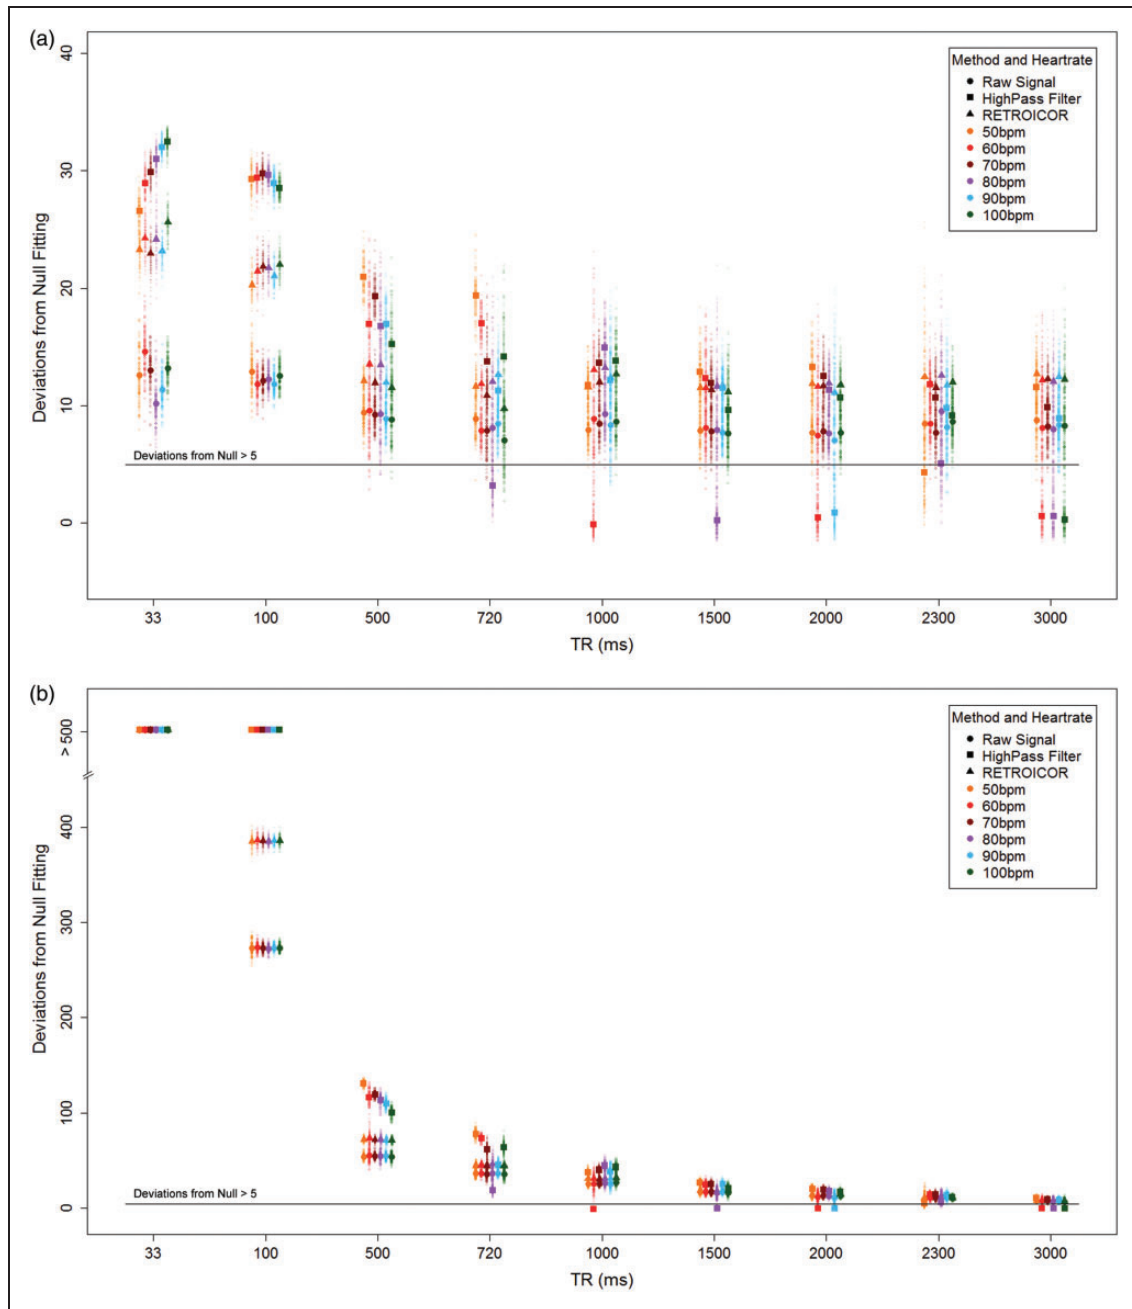 (a)
40
30
20
10
0
Deviations from Null Fitting
Method and Heartrate
Raw Signal
HighPass Filter
RETROICOR
50bpm
60bpm
70bpm
80bpm
90bpm
100bpm
Deviations from Null > 5
33 100 500 720 1000 1500 2000 2300 3000
TR (ms)
(b)
> 500
400
300
200
100
0
Deviations from Null Fitting
Method and Heartrate
Raw Signal
HighPass Filter
RETROICOR
50bpm
60bpm
70bpm
80bpm
90bpm
100bpm
Deviations from Null > 5
33 100 500 720 1000 1500 2000 2300 3000
TR (ms)